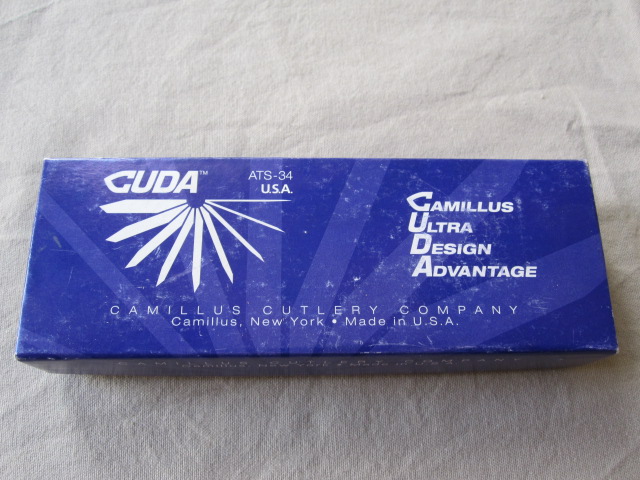 CUDA™
ATS-34
U.S.A.
CAMILLUS
ULTRA
DESIGN
ADVANTAGE
CAMILLUS CUTLERY COMPANY
Camillus, New York • Made in U.S.A.